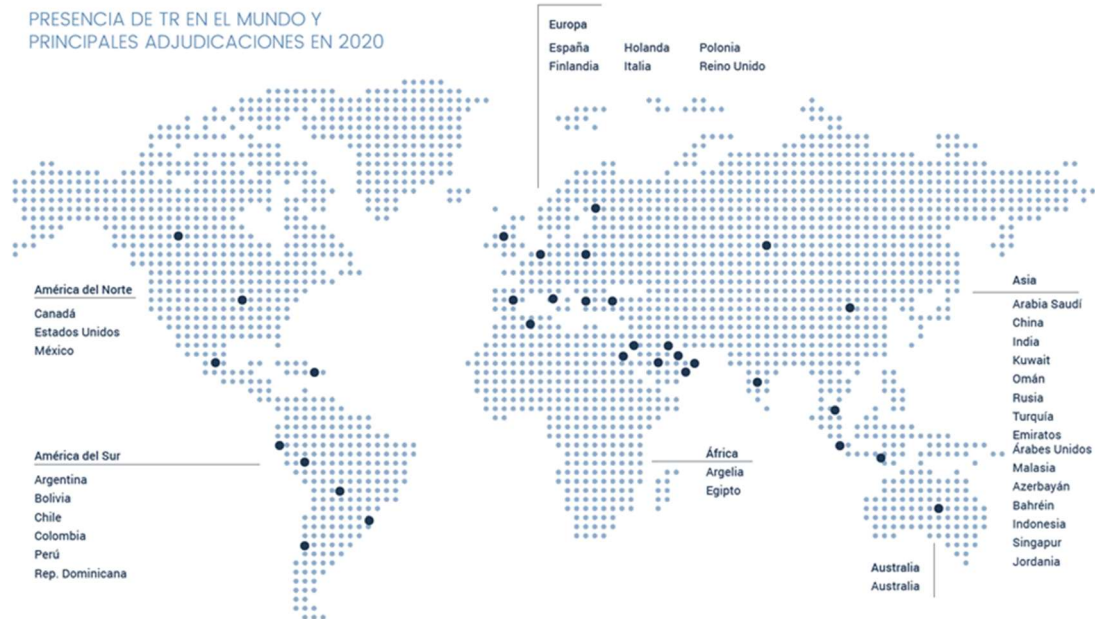 PRESENCIA DE TR EN EL MUNDO Y
PRINCIPALES ADJUDICACIONES EN 2020
Europa
España Holanda Polonia
Finlandia Italia Reino Unido
América del Norte
Canadá
Estados Unidos
México
América del Sur
Argentina
Bolivia
Chile
Colombia
Perú
Rep. Dominicana
África
Argelia
Egipto
Asia
Arabia Saudí
China
India
Kuwait
Omán
Rusia
Turquía
Emiratos
Árabes Unidos
Malasia
Azerbayán
Bahréin
Indonesia
Singapur
Jordania
Australia
Australia